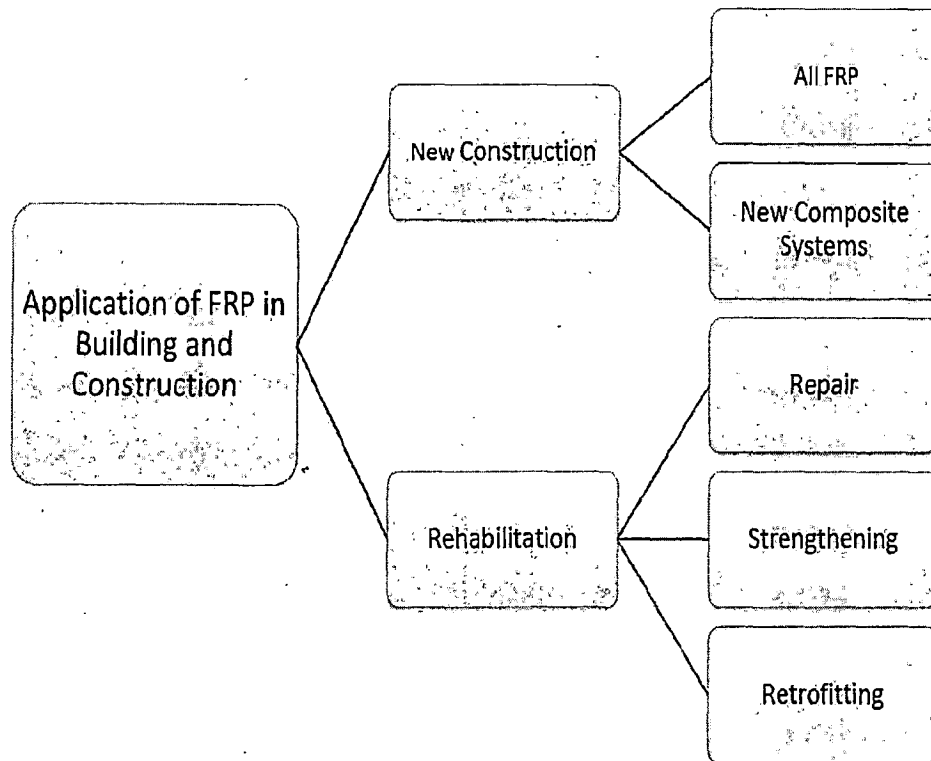 Application of FRP in
Building and
Construction
New Construction
All FRP
New Composite
Systems
Rehabilitation
Repair
Strengthening
Retrofitting